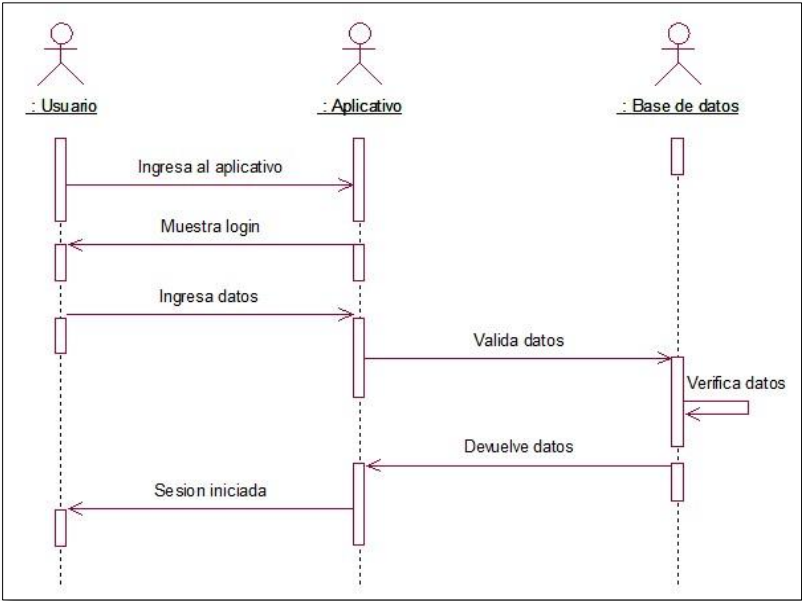 : Usuario
: Aplicativo
: Base de datos
Ingresa al aplicativo
Muestra login
Ingresa datos
Valida datos
Verifica datos
Devuelve datos
Sesion iniciada